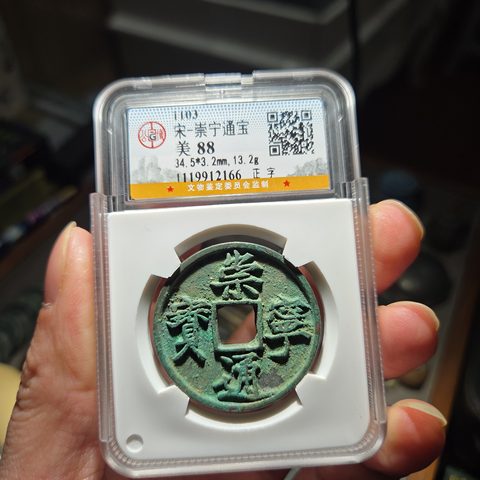 1103
宋-崇宁通宝
美 88
34.5*3.2mm,13.2g
1119912166 正字
★ 文物鉴定委员会监制 ★
崇
寶 寧
通